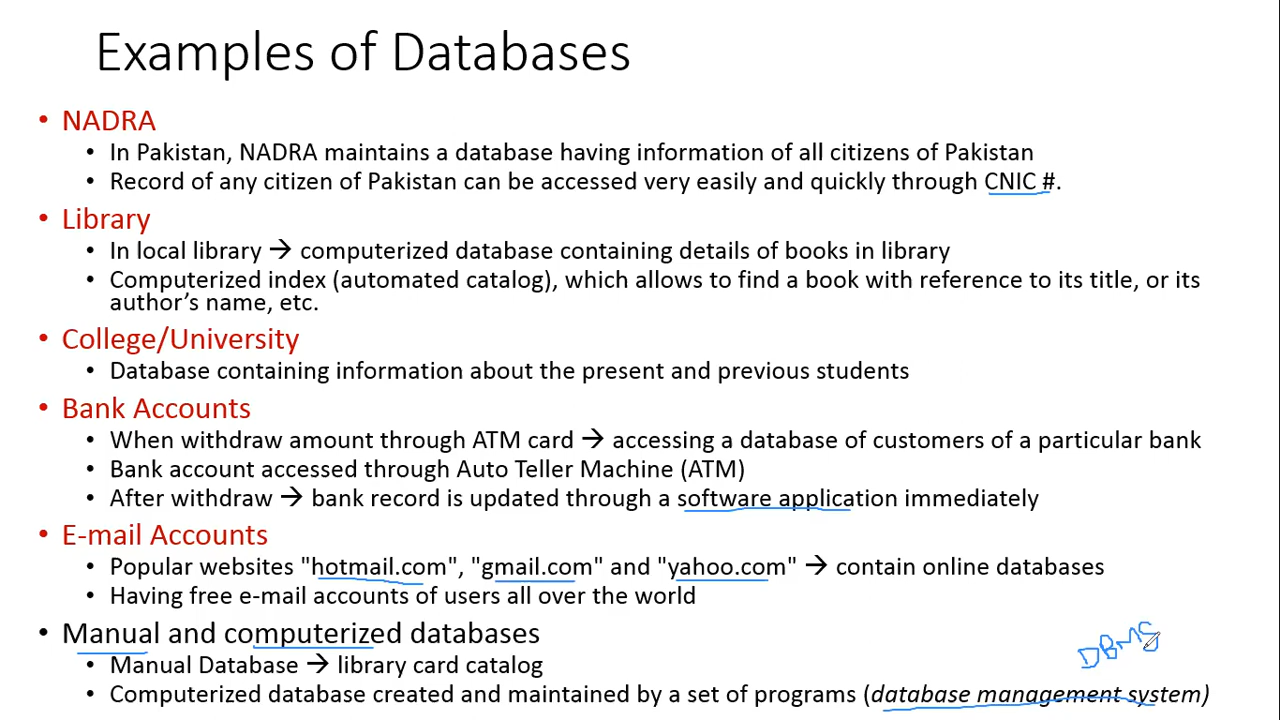 Examples of Databases
• NADRA
• In Pakistan, NADRA maintains a database having information of all citizens of Pakistan
• Record of any citizen of Pakistan can be accessed very easily and quickly through CNIC #.
• Library
• In local library → computerized database containing details of books in library
• Computerized index (automated catalog), which allows to find a book with reference to its title, or its
author’s name, etc.
• College/University
• Database containing information about the present and previous students
• Bank Accounts
• When withdraw amount through ATM card → accessing a database of customers of a particular bank
• Bank account accessed through Auto Teller Machine (ATM)
• After withdraw → bank record is updated through a software application immediately
• E-mail Accounts
• Popular websites "hotmail.com", "gmail.com" and "yahoo.com" → contain online databases
• Having free e-mail accounts of users all over the world
• Manual and computerized databases
DBMS
• Manual Database → library card catalog
• Computerized database created and maintained by a set of programs (database management system)